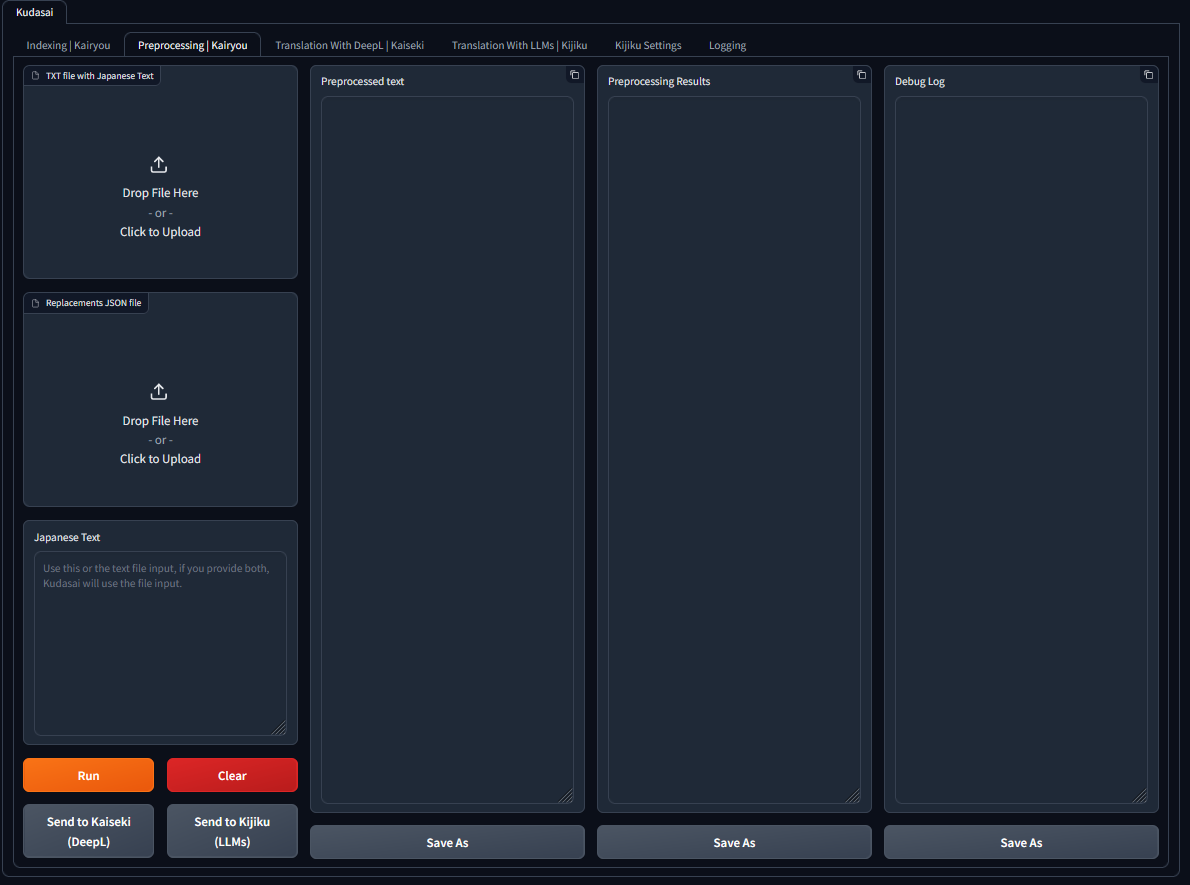 Kudasai
Indexing | Kairyou
Preprocessing | Kairyou
Translation With DeepL | Kaiseki
Translation With LLMs | Kijiku
Kijiku Settings
Logging
TXT file with Japanese Text
Drop File Here
- or -
Click to Upload
Replacements JSON file
Drop File Here
- or -
Click to Upload
Japanese Text
Use this or the text file input, if you provide both,
Kudasai will use the file input.
Run
Clear
Send to Kaiseki
(DeepL)
Send to Kijiku
(LLMs)
Preprocessed text
Save As
Preprocessing Results
Save As
Debug Log
Save As